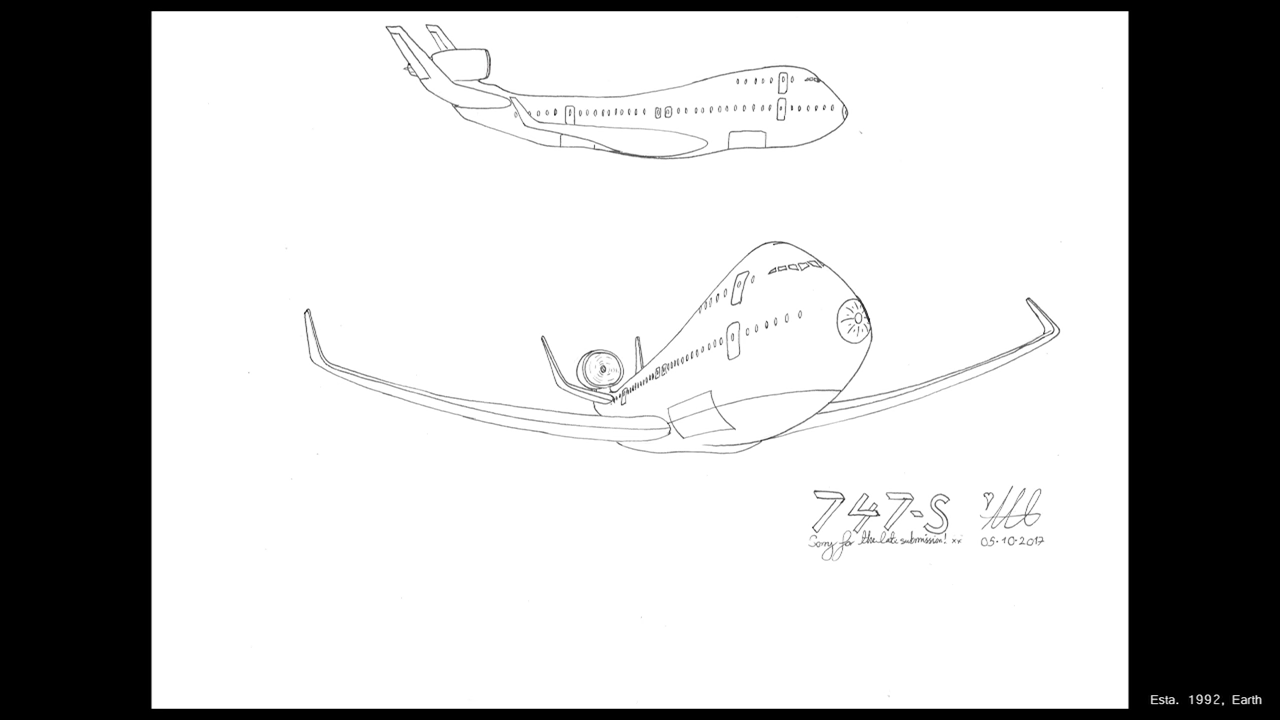 747-S
Sorry for the late submission! xx
05·10·2017
Esta. 1992, Earth